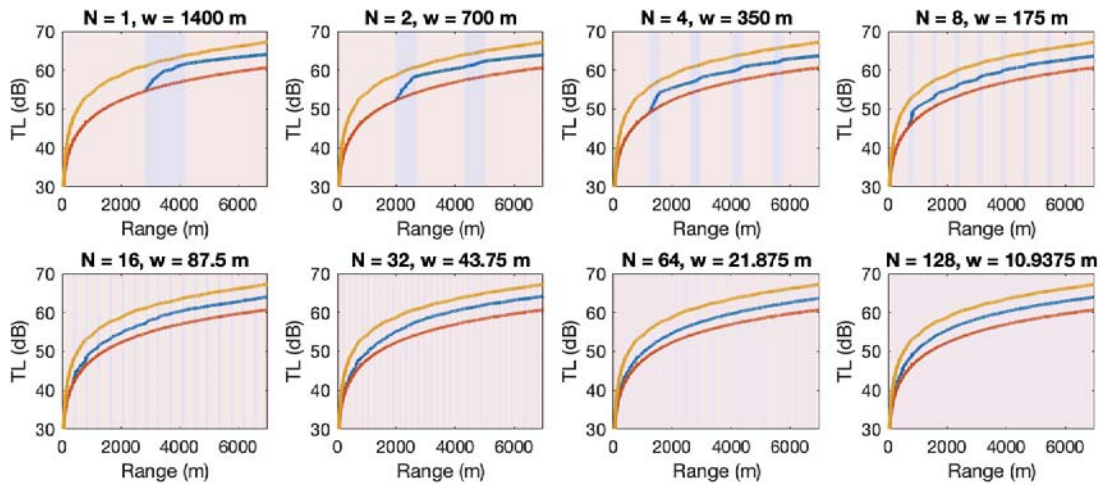 N = 1, w = 1400 m
N = 2, w = 700 m
N = 4, w = 350 m
N = 8, w = 175 m
70
60
50
40
30
TL (dB)
0 2000 4000 6000
Range (m)
70
60
50
40
30
TL (dB)
0 2000 4000 6000
Range (m)
70
60
50
40
30
TL (dB)
0 2000 4000 6000
Range (m)
70
60
50
40
30
TL (dB)
0 2000 4000 6000
Range (m)
N = 16, w = 87.5 m
N = 32, w = 43.75 m
N = 64, w = 21.875 m
N = 128, w = 10.9375 m
70
60
50
40
30
TL (dB)
0 2000 4000 6000
Range (m)
70
60
50
40
30
TL (dB)
0 2000 4000 6000
Range (m)
70
60
50
40
30
TL (dB)
0 2000 4000 6000
Range (m)
70
60
50
40
30
TL (dB)
0 2000 4000 6000
Range (m)